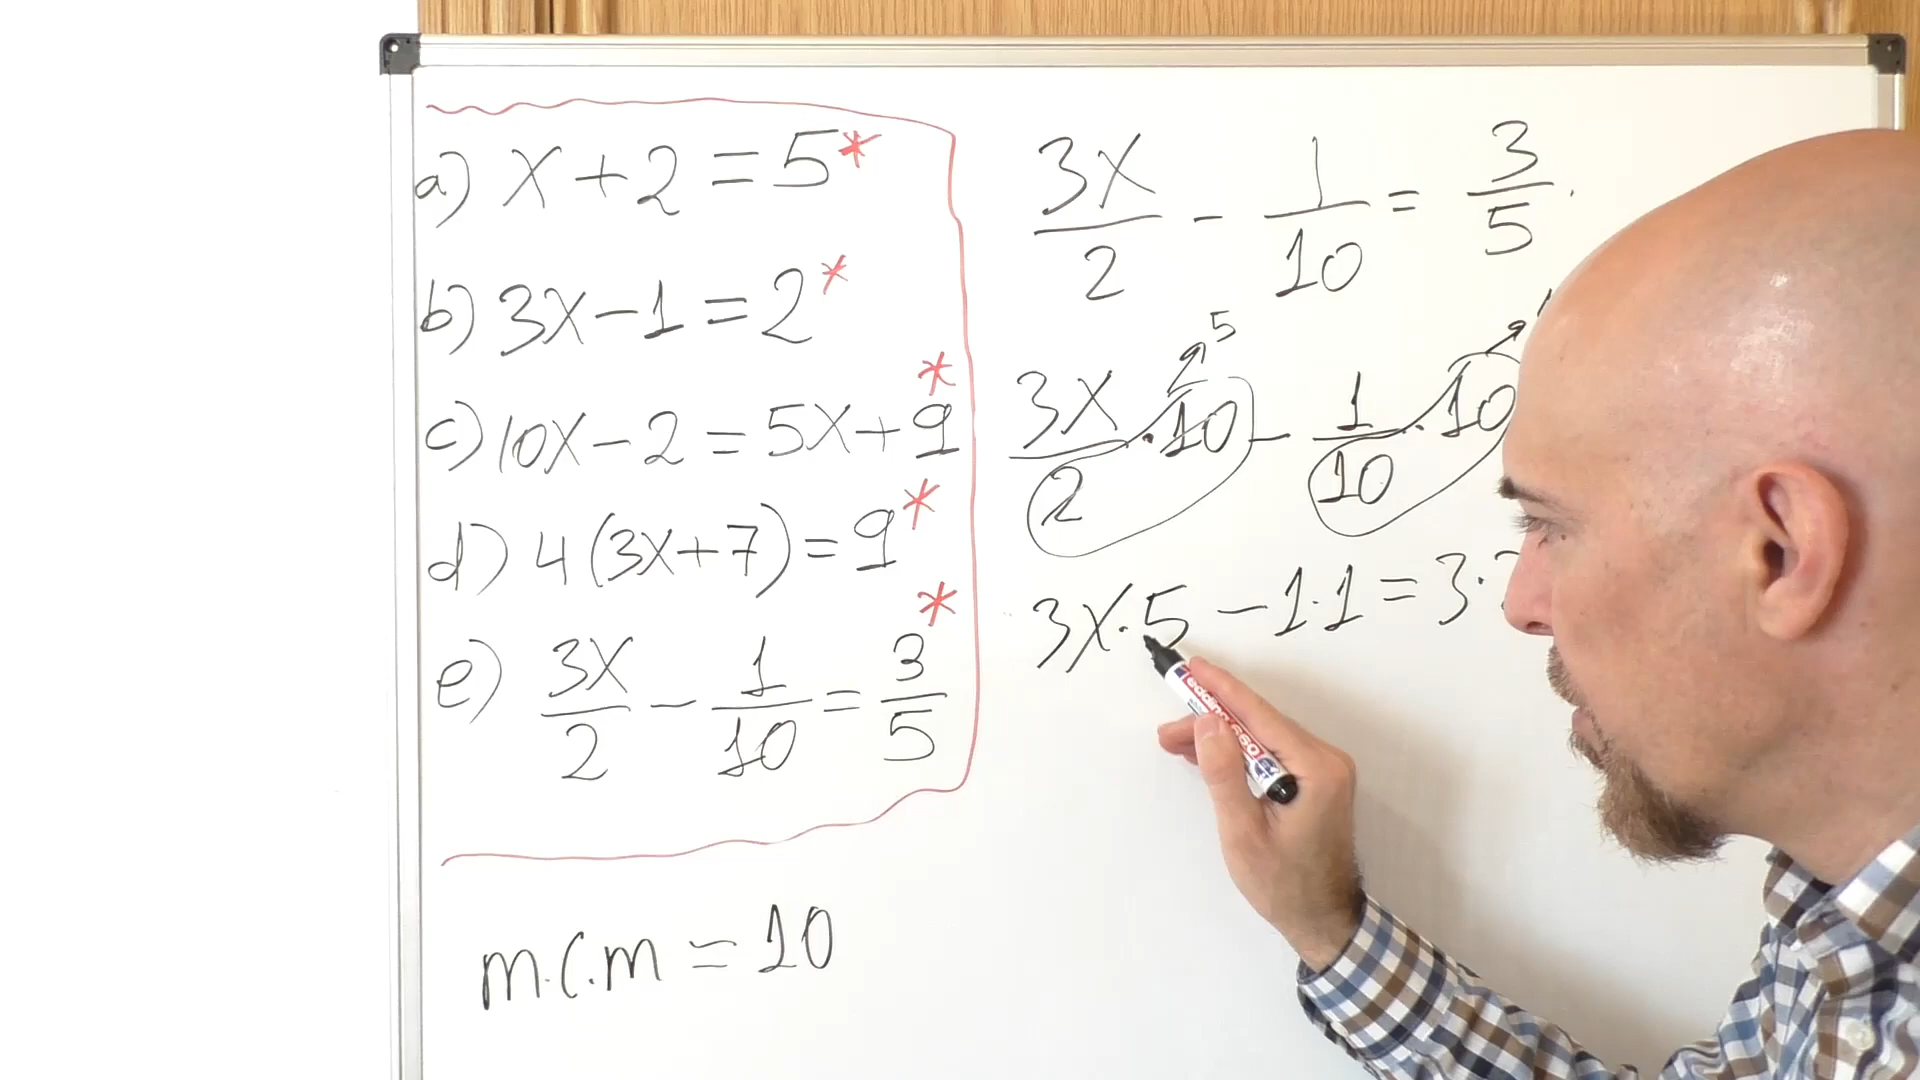 a) x + 2 = 5*
b) 3x - 1 = 2*
c) 10x - 2 = 5x + 9*
d) 4(3x + 7) = 9*
e) 3x/2 - 1/10 = 3/5*
m.c.m = 10
3x/2 - 1/10 = 3/5.
3x/2 · 10 - 1/10 · 10
5
3x · 5 - 1 · 1 = 3 ·
edding 660